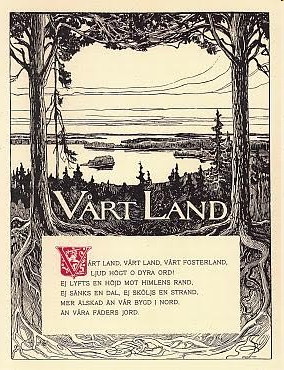 VÅRT LAND
VÅRT LAND, VÅRT LAND, VÅRT FOSTERLAND,
LJUD HÖGT O DYRA ORD!
EJ LYFTS EN HÖJD MOT HIMLENS RAND,
EJ SÄNKS EN DAL, EJ SKÖLJS EN STRAND,
MER ÄLSKAD ÄN VÅR BYGD I NORD,
ÄN VÅRA FÄDERS JORD.